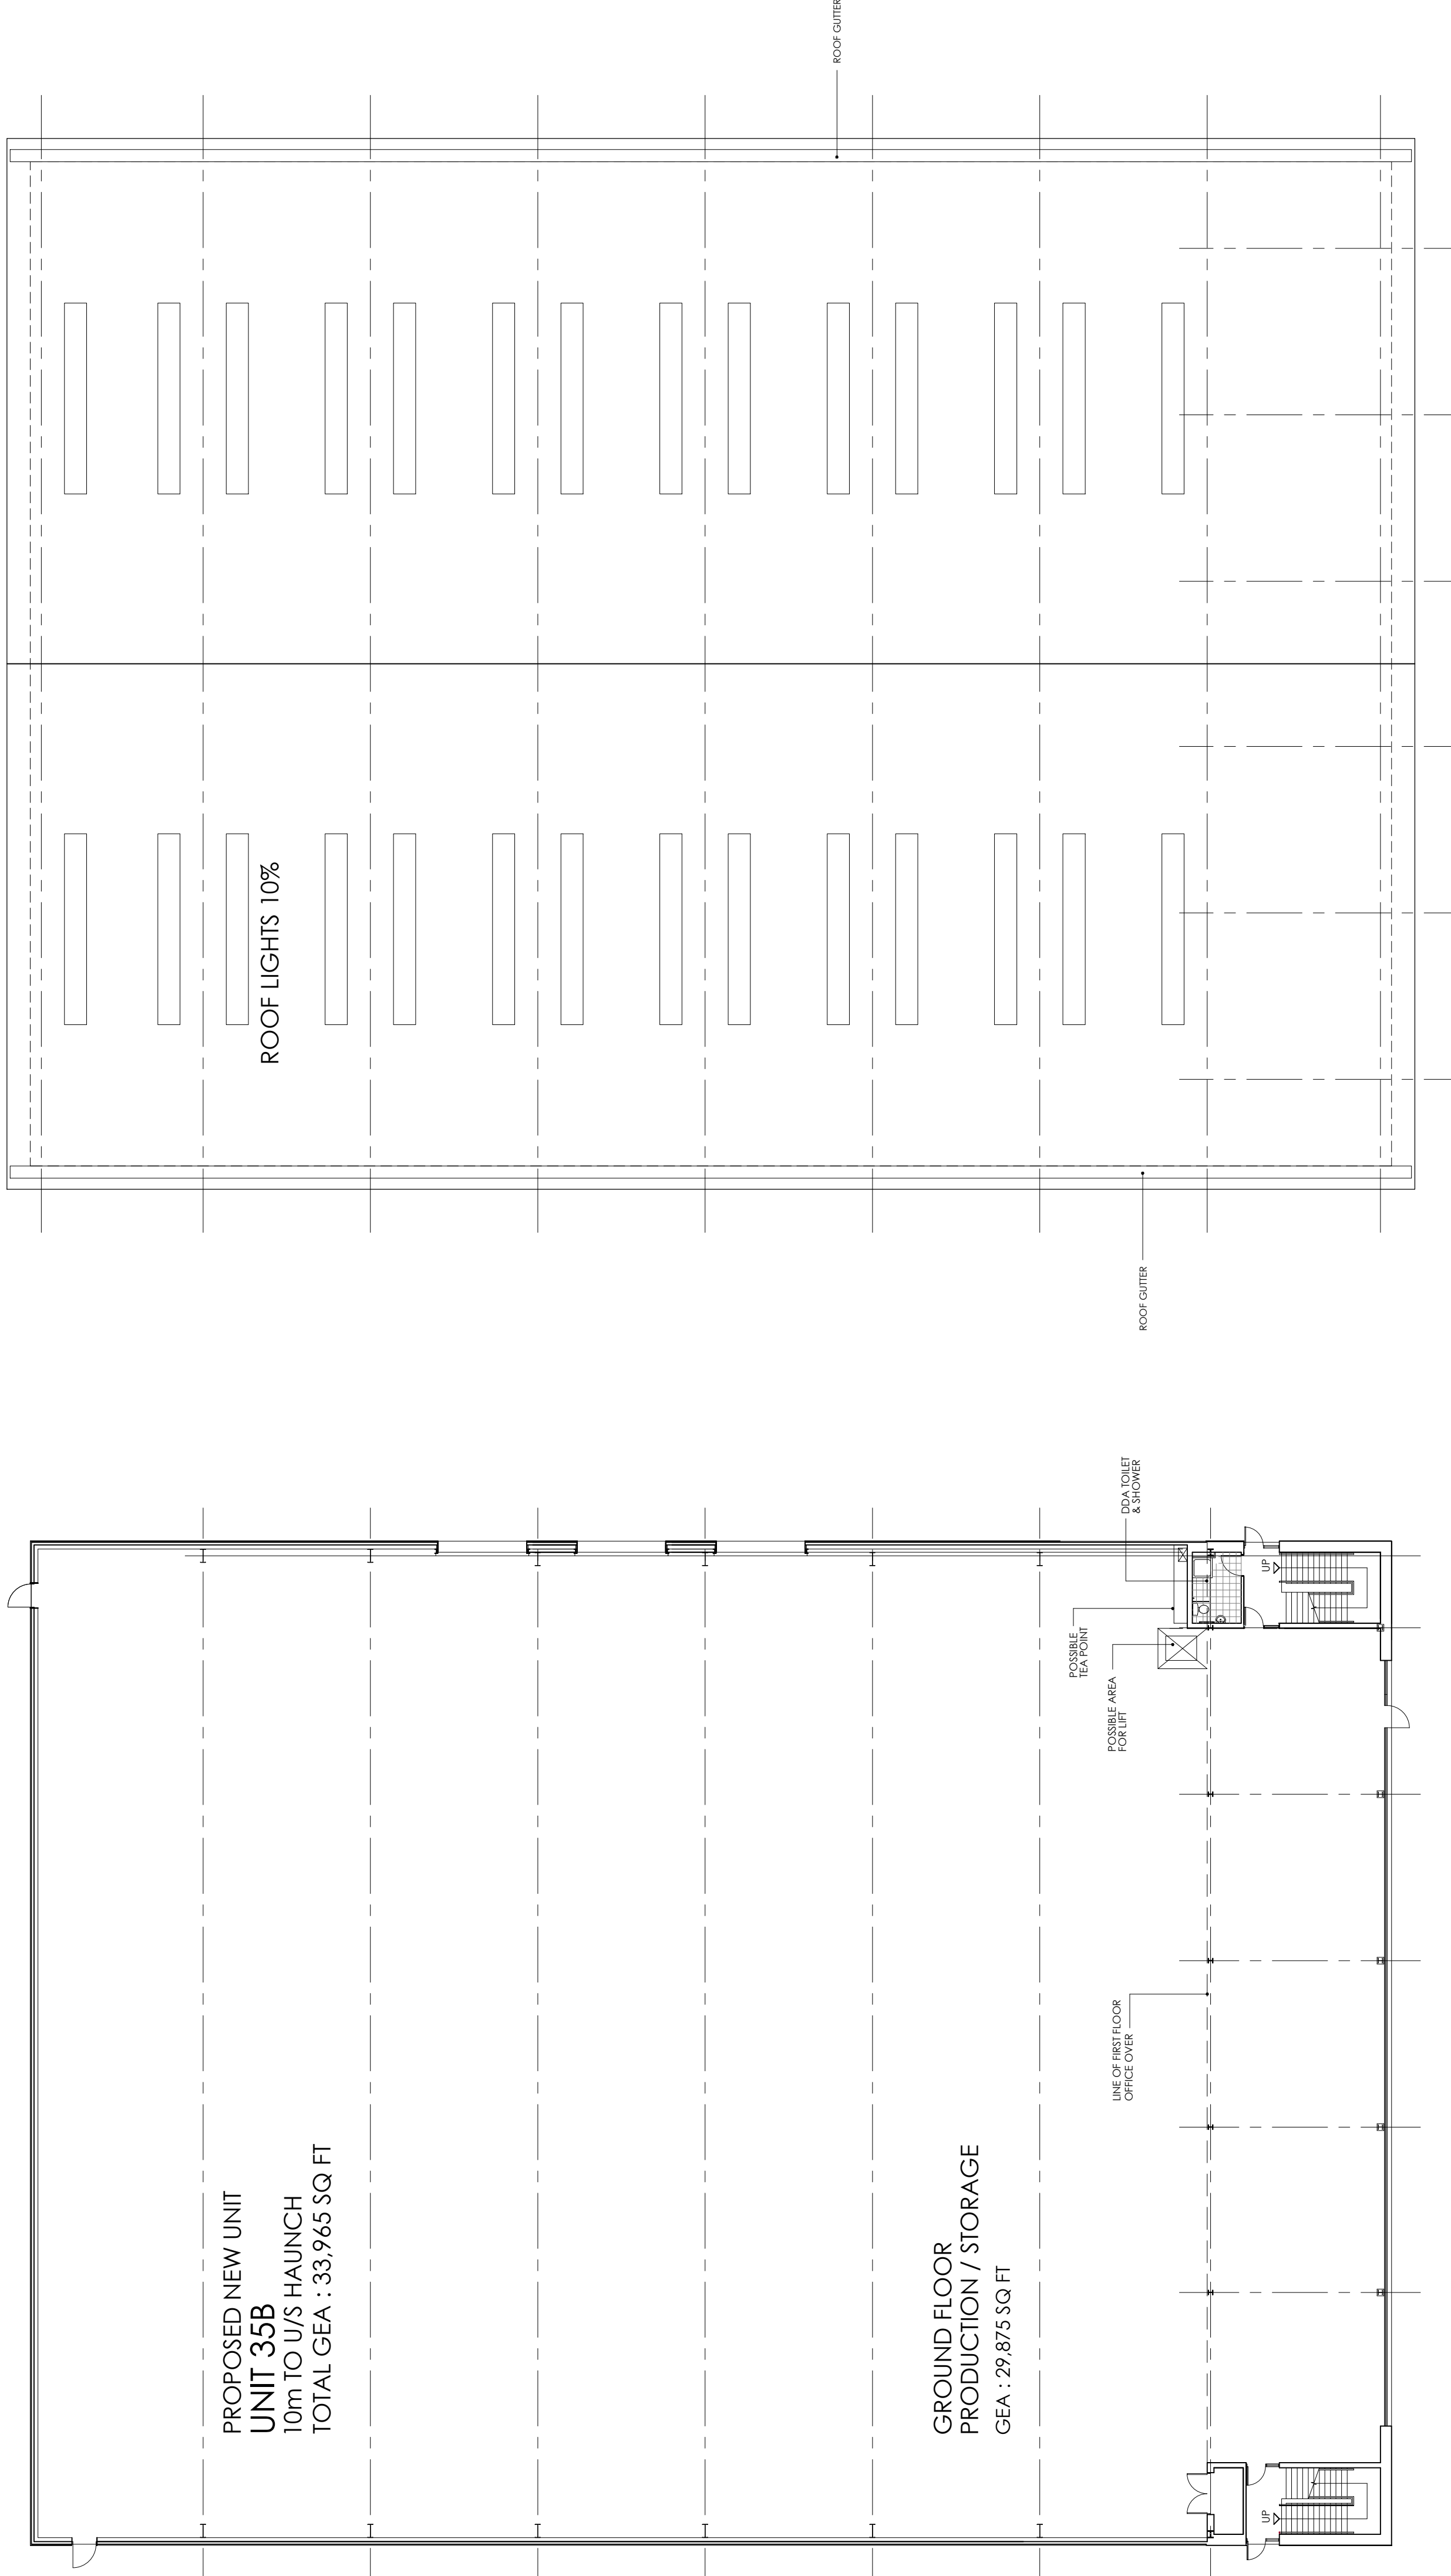 ROOF GUTTER
ROOF LIGHTS 10%
ROOF GUTTER
DDA TOILET
& SHOWER
POSSIBLE
TEA POINT
POSSIBLE AREA
FOR LIFT
UP
LINE OF FIRST FLOOR
OFFICE OVER
PROPOSED NEW UNIT
UNIT 35B
10m TO U/S HAUNCH
TOTAL GEA : 33,965 SQ FT
GROUND FLOOR
PRODUCTION / STORAGE
GEA : 29,875 SQ FT
UP